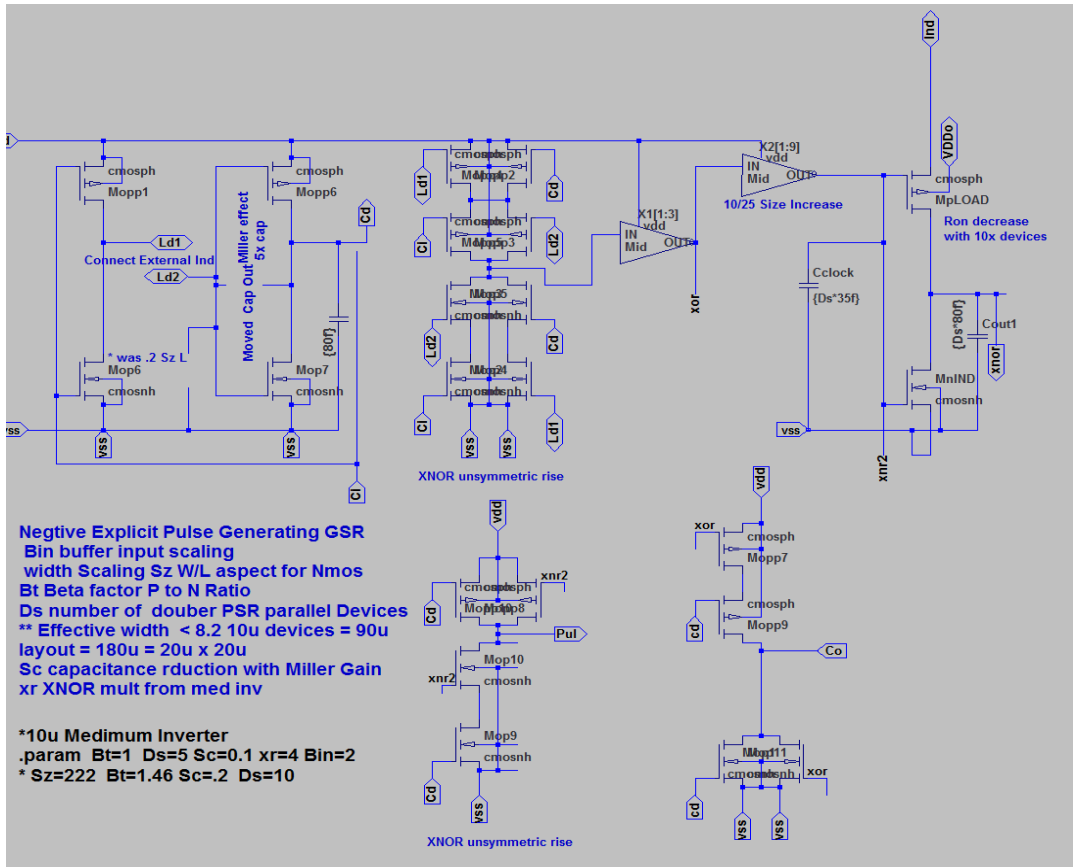 Ind
VDDo
d
cmosph
Mopp1
cmosph
Mopp6
Cd
Ld1
Connect External Ind
Ld2
Moved Cap Out
Miller effect
5x cap
{80f}
* was .2 Sz L
Mop6
cmosnh
Mop7
cmosnh
vss
vss
vss
Cl
Ld1
Mopp2
Cd
Cl
Mopp3
Ld2
Ld2
Cd
Cl
Ld1
vss
vss
XNOR unsymmetric rise
X1[1:3]
vdd
IN
Mid
OUT
xor
X2[1:9]
vdd
IN
Mid
OUT
10/25 Size Increase
cmosph
MpLOAD
Ron decrease
with 10x devices
Cclock
{Ds*35f}
{Ds*80f}
Cout1
xnor
MnIND
cmosnh
vss
xnr2
Negtive Explicit Pulse Generating GSR
Bin buffer input scaling
width Scaling Sz W/L aspect for Nmos
Bt Beta factor P to N Ratio
Ds number of douber PSR parallel Devices
** Effective width < 8.2 10u devices = 90u
layout = 180u = 20u x 20u
Sc capacitance rduction with Miller Gain
xr XNOR mult from med inv
*10u Medimum Inverter
.param Bt=1 Ds=5 Sc=0.1 xr=4 Bin=2
* Sz=222 Bt=1.46 Sc=.2 Ds=10
vdd
Cd
xnr2
Pul
Mop10
cmosnh
xnr2
Mop9
cmosnh
Cd
vss
XNOR unsymmetric rise
vdd
xor
cmosph
Mopp7
cmosph
Mopp9
cd
Co
cd
xor
vss
vss